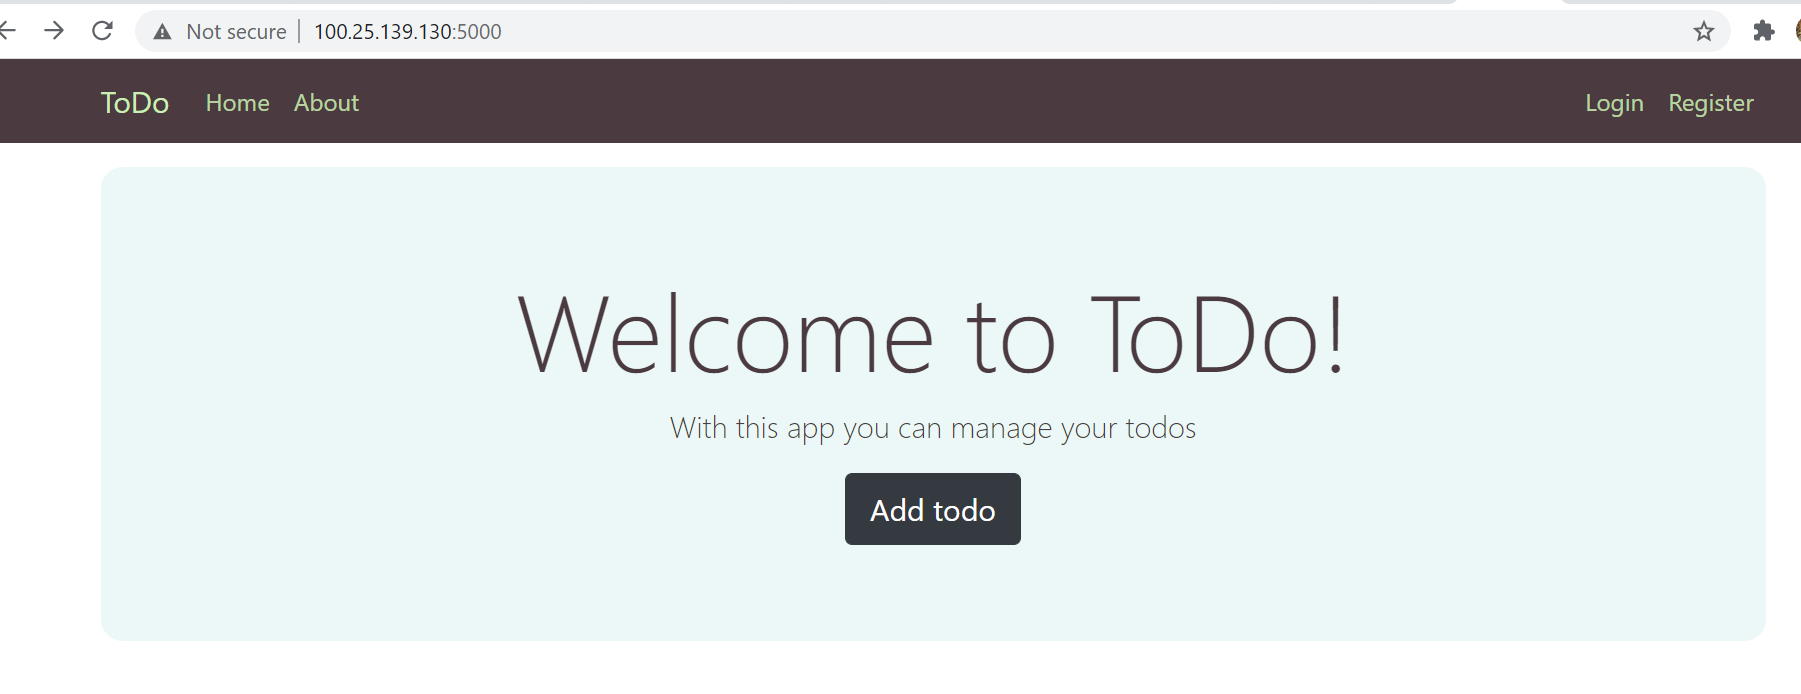 Not secure | 100.25.139.130:5000
ToDo Home About Login Register
Welcome to ToDo!
With this app you can manage your todos
Add todo